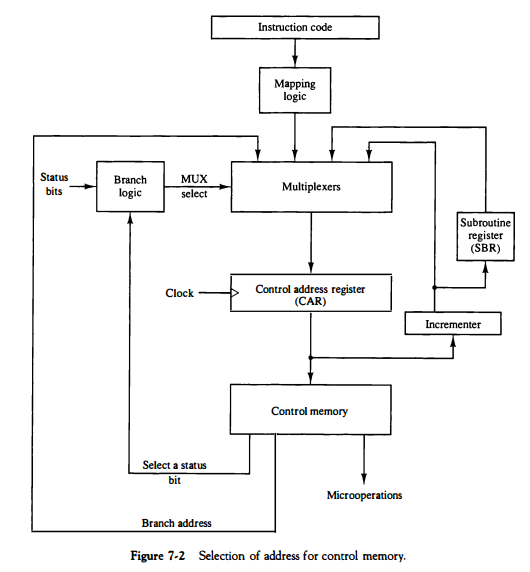 Instruction code
Mapping
logic
Status
bits
Branch
logic
MUX
select
Multiplexers
Subroutine
register
(SBR)
Clock
Control address register
(CAR)
Incrementer
Control memory
Select a status
bit
Microoperations
Branch address
Figure 7-2 Selection of address for control memory.